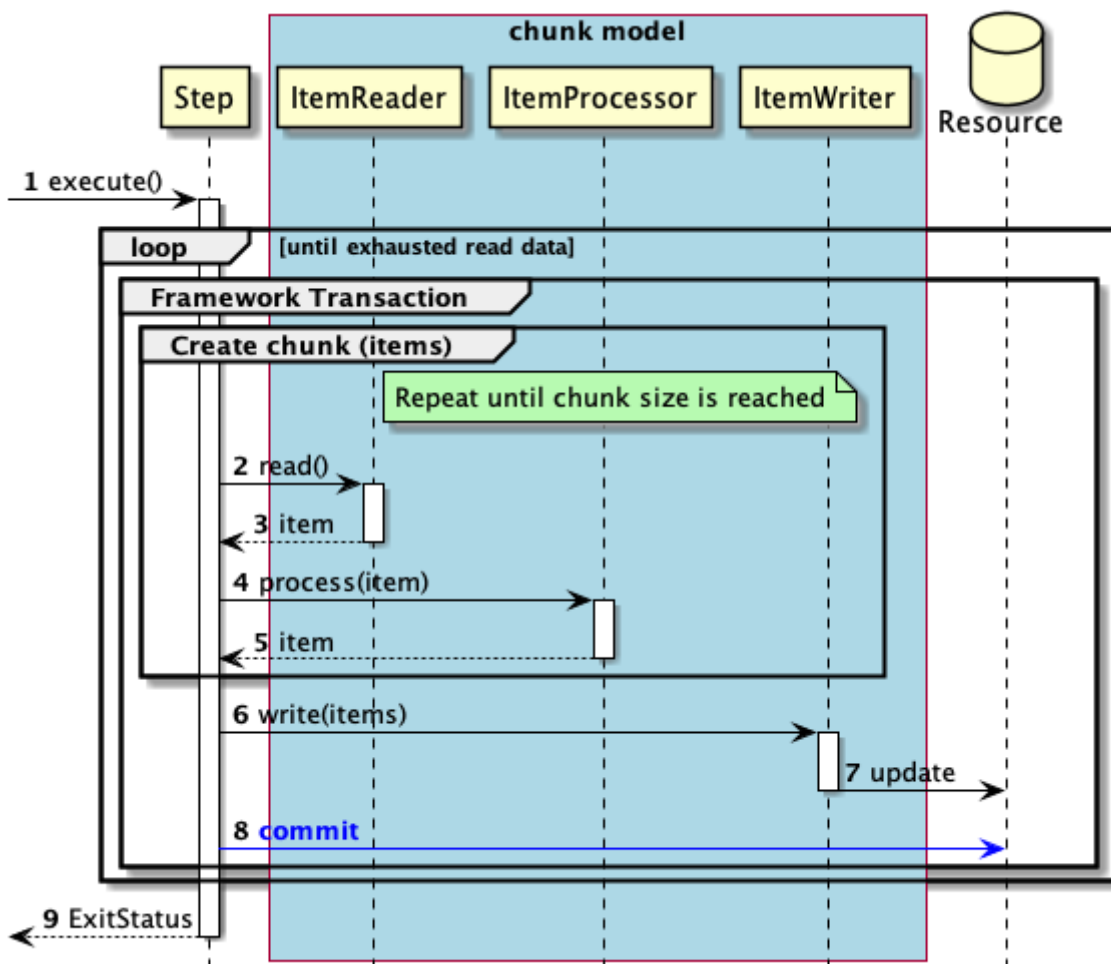 chunk model
Step
ItemReader
ItemProcessor
ItemWriter
Resource
1 execute()
loop [until exhausted read data]
Framework Transaction
Create chunk (items)
Repeat until chunk size is reached
2 read()
3 item
4 process(item)
5 item
6 write(items)
7 update
8 commit
9 ExitStatus